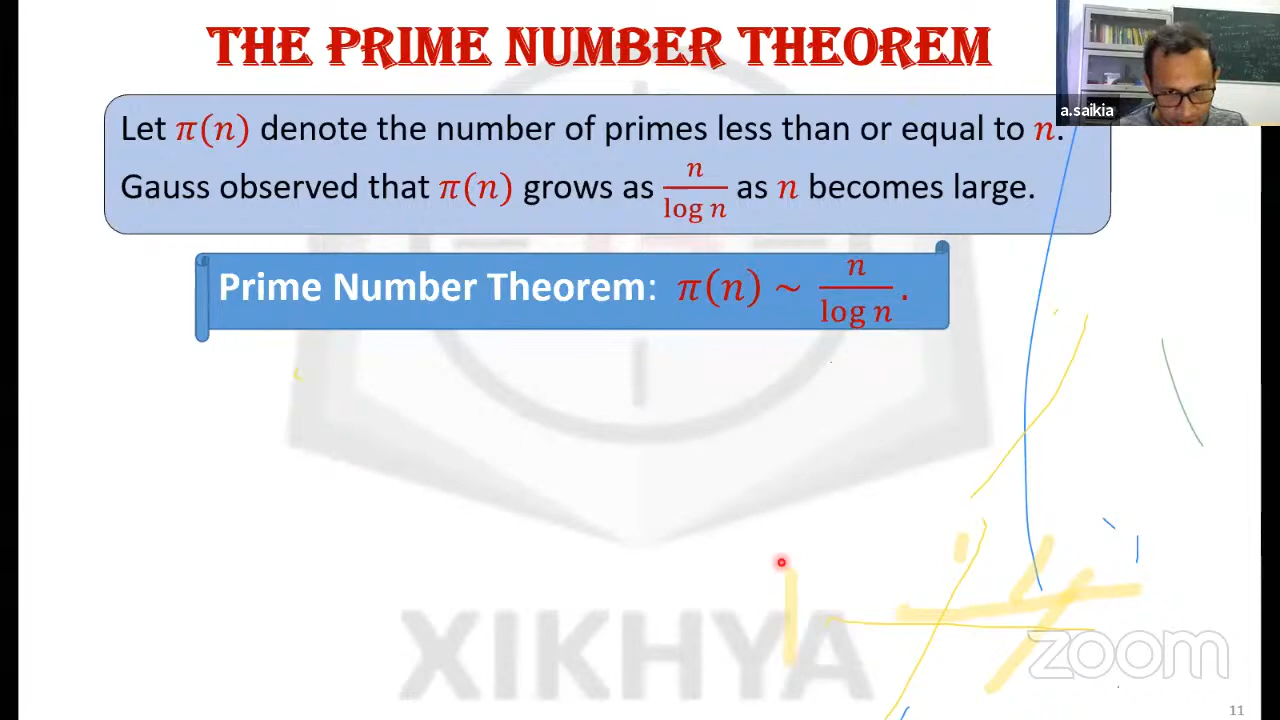 THE PRIME NUMBER THEOREM
a.saikia
Let π(n) denote the number of primes less than or equal to n.
Gauss observed that π(n) grows as n/log n as n becomes large.
Prime Number Theorem: π(n) ~ n/log n.
XIKHYA
zoom
11